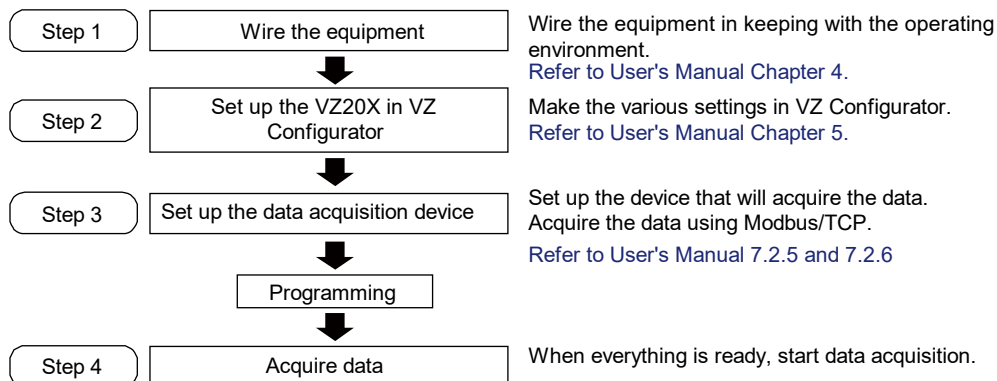 Step 1
Wire the equipment
Wire the equipment in keeping with the operating
environment.
Refer to User's Manual Chapter 4.
Step 2
Set up the VZ20X in VZ
Configurator
Make the various settings in VZ Configurator.
Refer to User's Manual Chapter 5.
Step 3
Set up the data acquisition device
Set up the device that will acquire the data.
Acquire the data using Modbus/TCP.
Refer to User's Manual 7.2.5 and 7.2.6
Programming
Step 4
Acquire data
When everything is ready, start data acquisition.